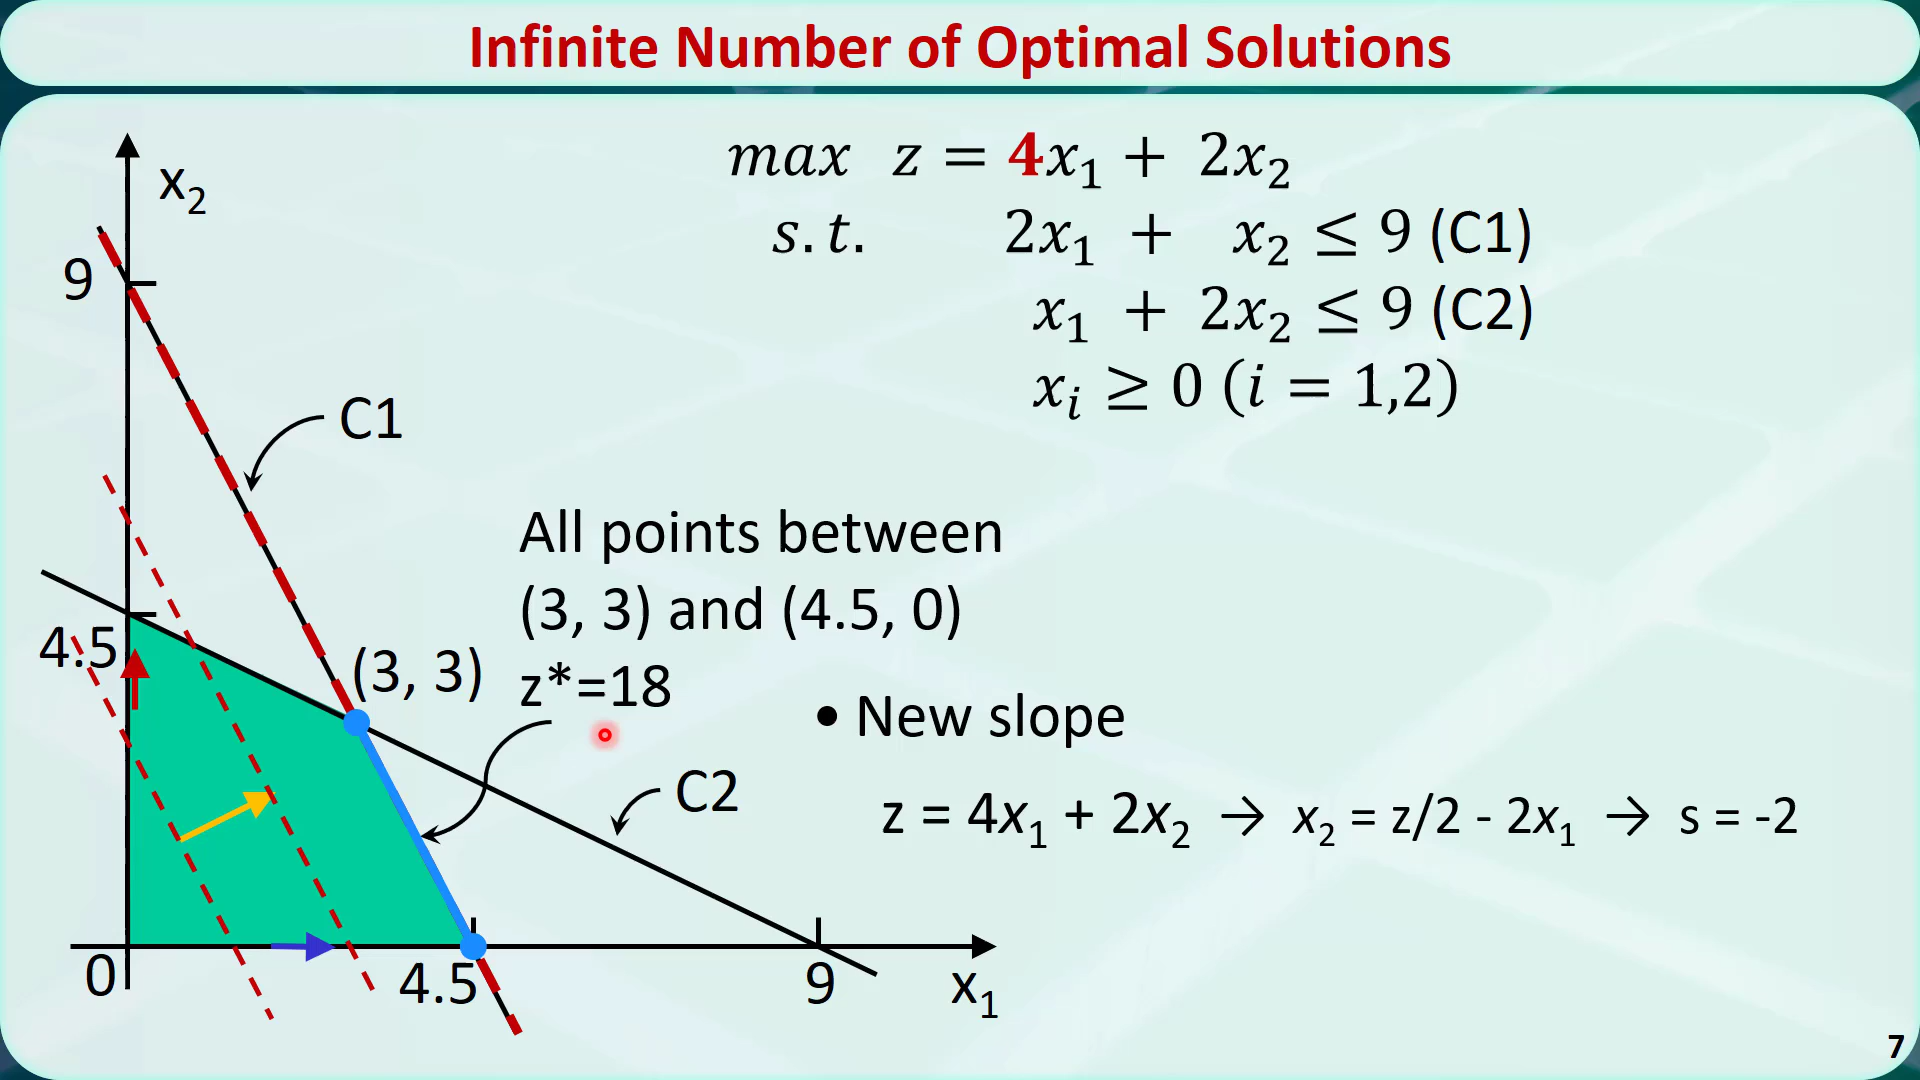 Infinite Number of Optimal Solutions
max z = 4x₁ + 2x₂
s.t. 2x₁ + x₂ ≤ 9 (C1)
x₁ + 2x₂ ≤ 9 (C2)
xᵢ ≥ 0 (i = 1,2)
x₂
9
C1
All points between
(3, 3) and (4.5, 0)
z*=18
4.5
(3, 3)
C2
• New slope
z = 4x₁ + 2x₂ → x₂ = z/2 - 2x₁ → s = -2
0
4.5
9
x₁
7